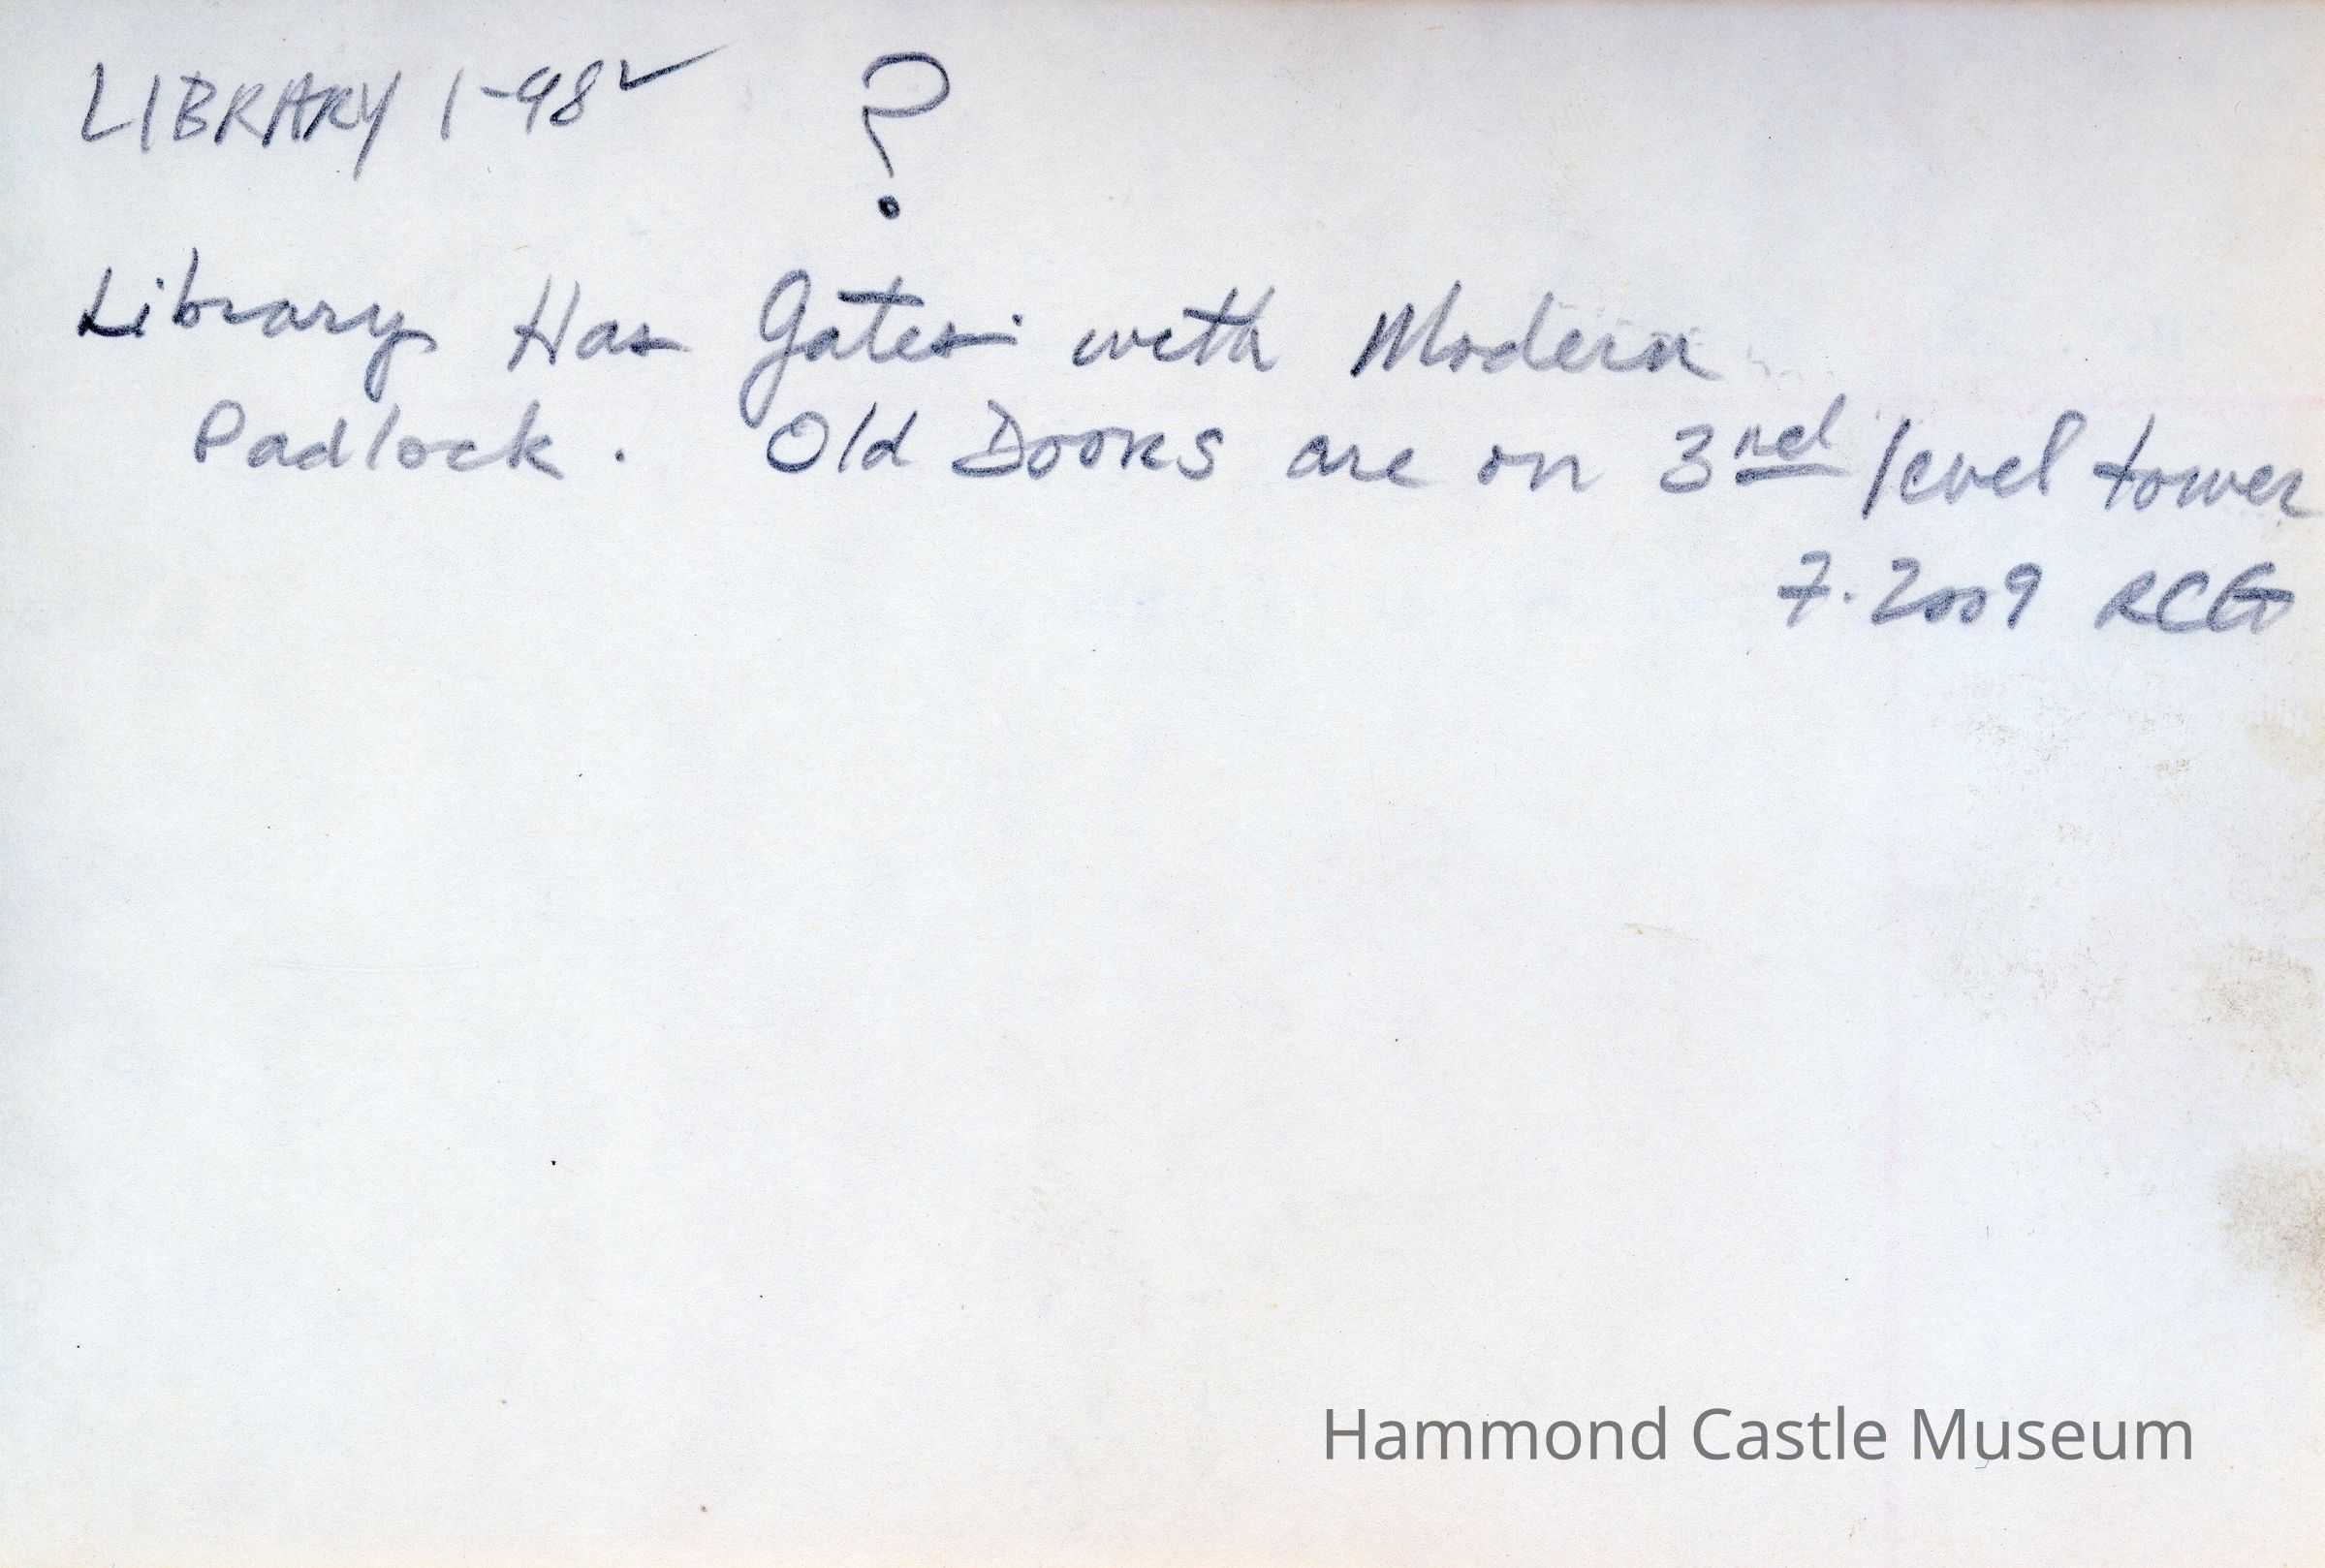 LIBRARY 1-98 ✓ ?
Library Has Gates with Modern
Padlock. Old Doors are on 3nd level tower
7.2009 RCG
Hammond Castle Museum